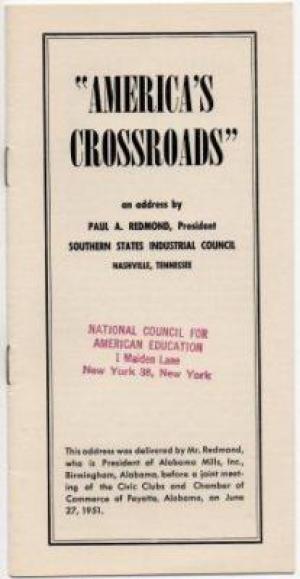 "AMERICA'S
CROSSROADS"
an address by
PAUL A. REDMOND, President
SOUTHERN STATES INDUSTRIAL COUNCIL
NASHVILLE, TENNESSEE
NATIONAL COUNCIL FOR
AMERICAN EDUCATION
1 Maiden Lane
New York 38, New York
This address was delivered by Mr. Redmond,
who is President of Alabama Mills, Inc.,
Birmingham, Alabama, before a joint meet-
ing of the Civic Clubs and Chamber of
Commerce of Fayette, Alabama, on June
27, 1951.